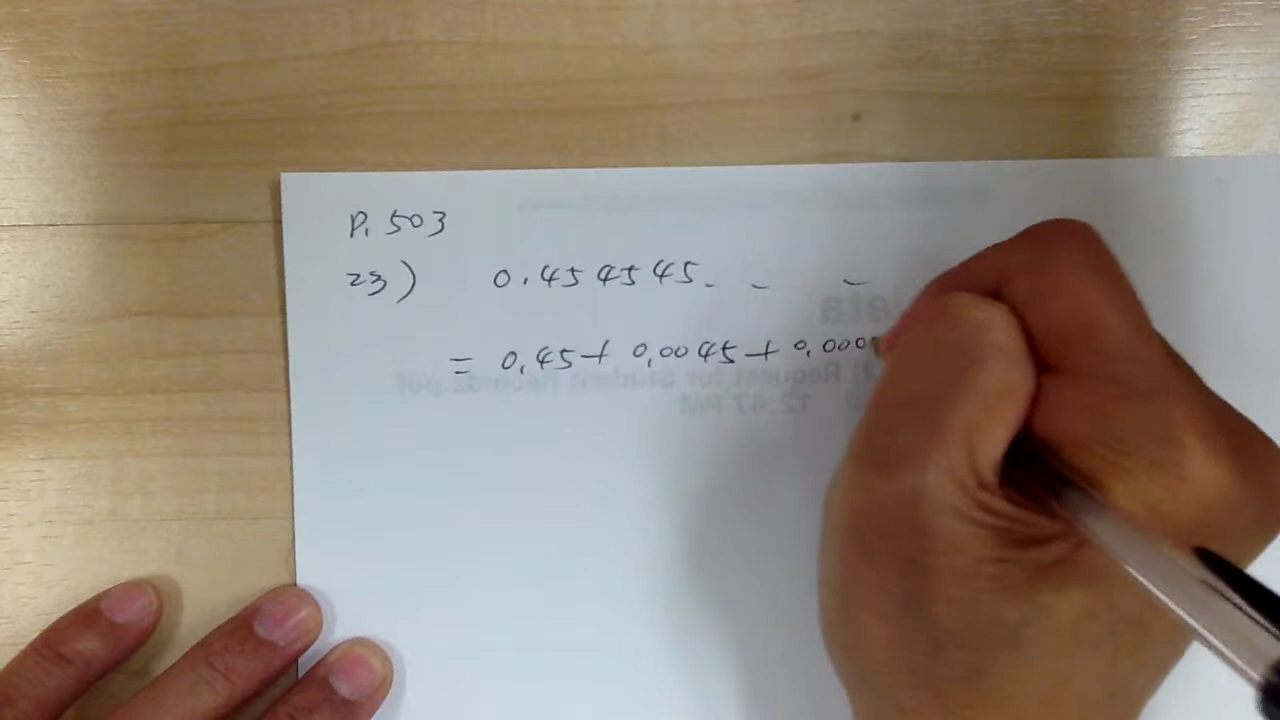 P. 503
23) 0.454545. . .
= 0.45 + 0.0045 + 0.000